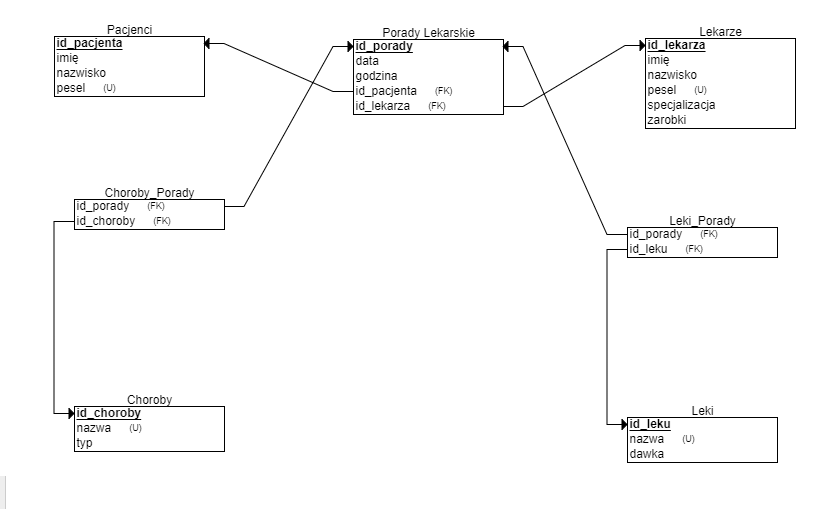 Pacjenci
id_pacjenta
imię
nazwisko
pesel (U)
Porady Lekarskie
id_porady
data
godzina
id_pacjenta (FK)
id_lekarza (FK)
Lekarze
id_lekarza
imię
nazwisko
pesel (U)
specjalizacja
zarobki
Choroby_Porady
id_porady (FK)
id_choroby (FK)
Leki_Porady
id_porady (FK)
id_leku (FK)
Choroby
id_choroby
nazwa (U)
typ
Leki
id_leku
nazwa (U)
dawka